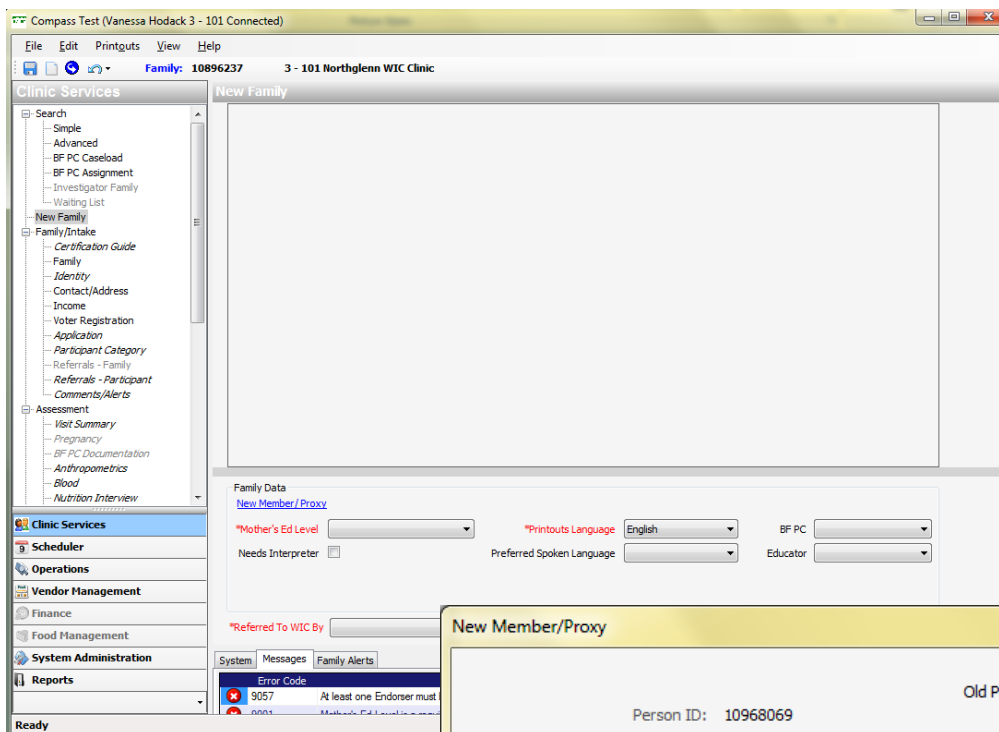 Compass Test (Vanessa Hodack 3 - 101 Connected)
File Edit Printouts View Help
Family: 10896237 3 - 101 Northglenn WIC Clinic
Clinic Services
New Family
Search
Simple
Advanced
BF PC Caseload
BF PC Assignment
Investigator Family
Waiting List
New Family
Family/Intake
Certification Guide
Family
Identity
Contact/Address
Income
Voter Registration
Application
Participant Category
Referrals - Family
Referrals - Participant
Comments/Alerts
Assessment
Visit Summary
Pregnancy
BF PC Documentation
Anthropometrics
Blood
Nutrition Interview
Clinic Services
Scheduler
Operations
Vendor Management
Finance
Food Management
System Administration
Reports
Ready
Family Data
New Member/Proxy
*Mother's Ed Level *Printouts Language English BF PC
Needs Interpreter Preferred Spoken Language Educator
*Referred To WIC By
System Messages Family Alerts
Error Code
9057 At least one Endorser must
New Member/Proxy
Old P
Person ID: 10968069